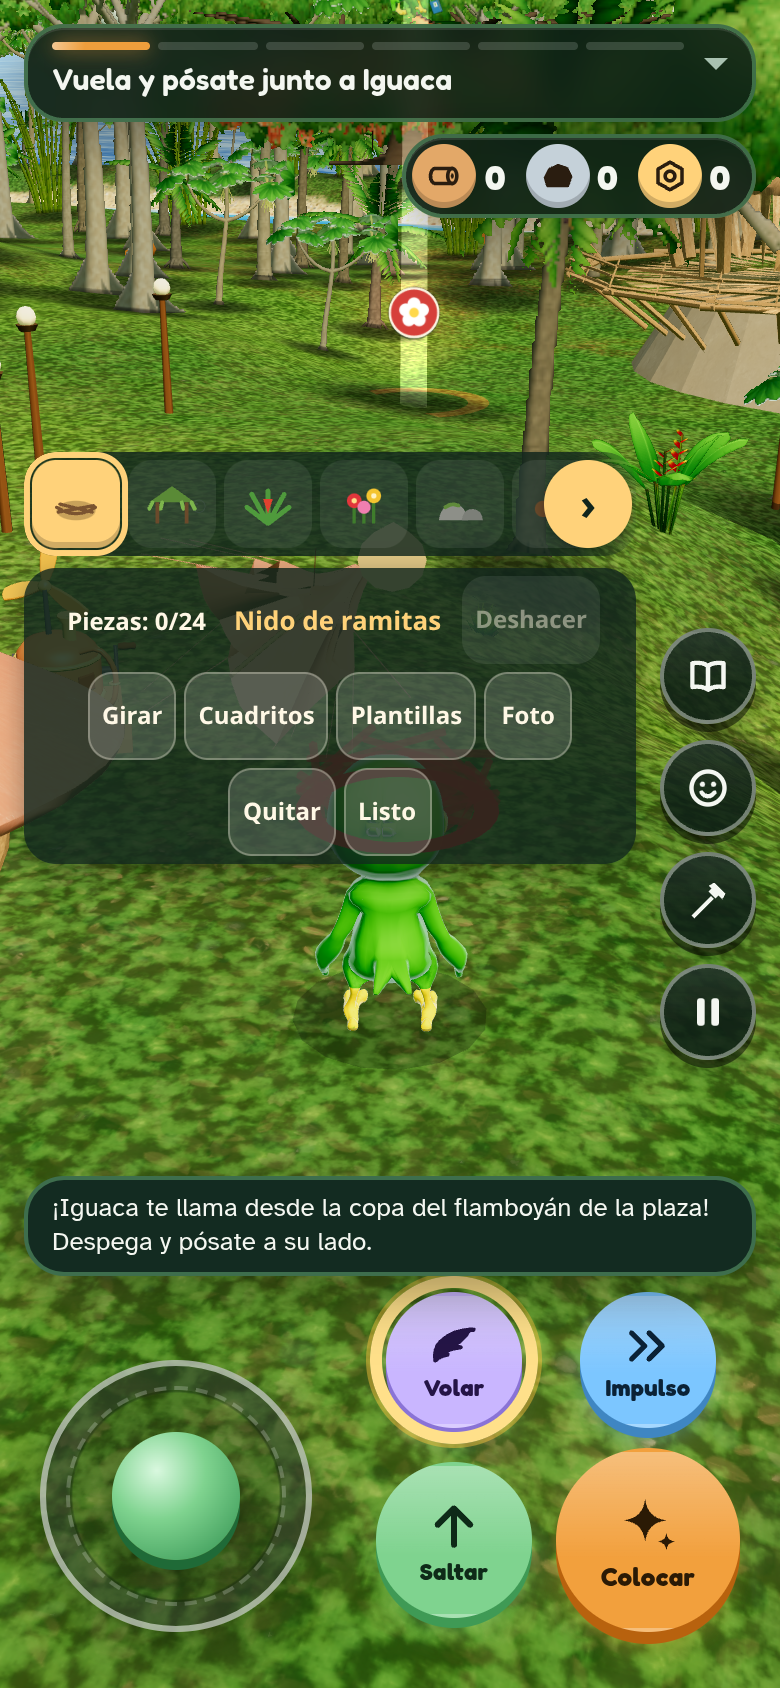 Vuela y pósate junto a Iguaca
0 0 0
Piezas: 0/24 Nido de ramitas Deshacer
Girar Cuadritos Plantillas Foto
Quitar Listo
¡Iguaca te llama desde la copa del flamboyán de la plaza!
Despega y pósate a su lado.
Volar Impulso
Saltar Colocar